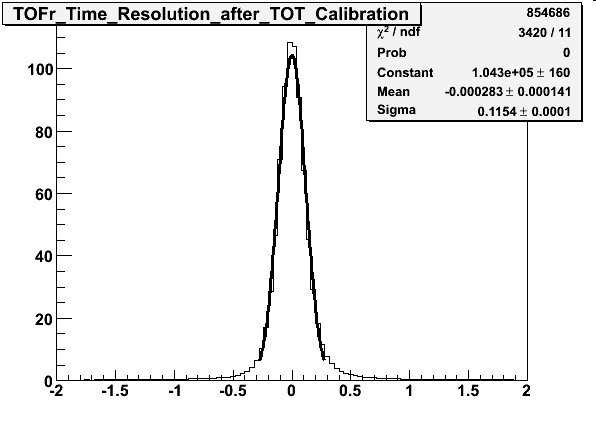 TOFr_Time_Resolution_after_TOT_Calibration
854686
χ² / ndf 3420 / 11
Prob 0
Constant 1.043e+05 ± 160
Mean -0.000283 ± 0.000141
Sigma 0.1154 ± 0.0001
100
80
60
40
20
0
-2 -1.5 -1 -0.5 0 0.5 1 1.5 2